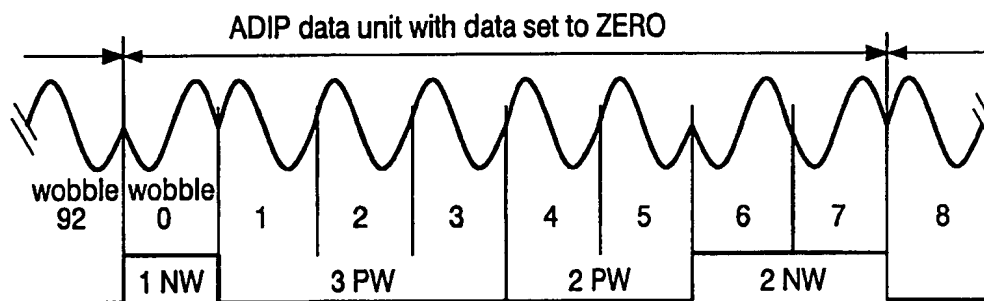 ADIP data unit with data set to ZERO
wobble wobble
92 0 1 2 3 4 5 6 7 8
1 NW 3 PW 2 PW 2 NW